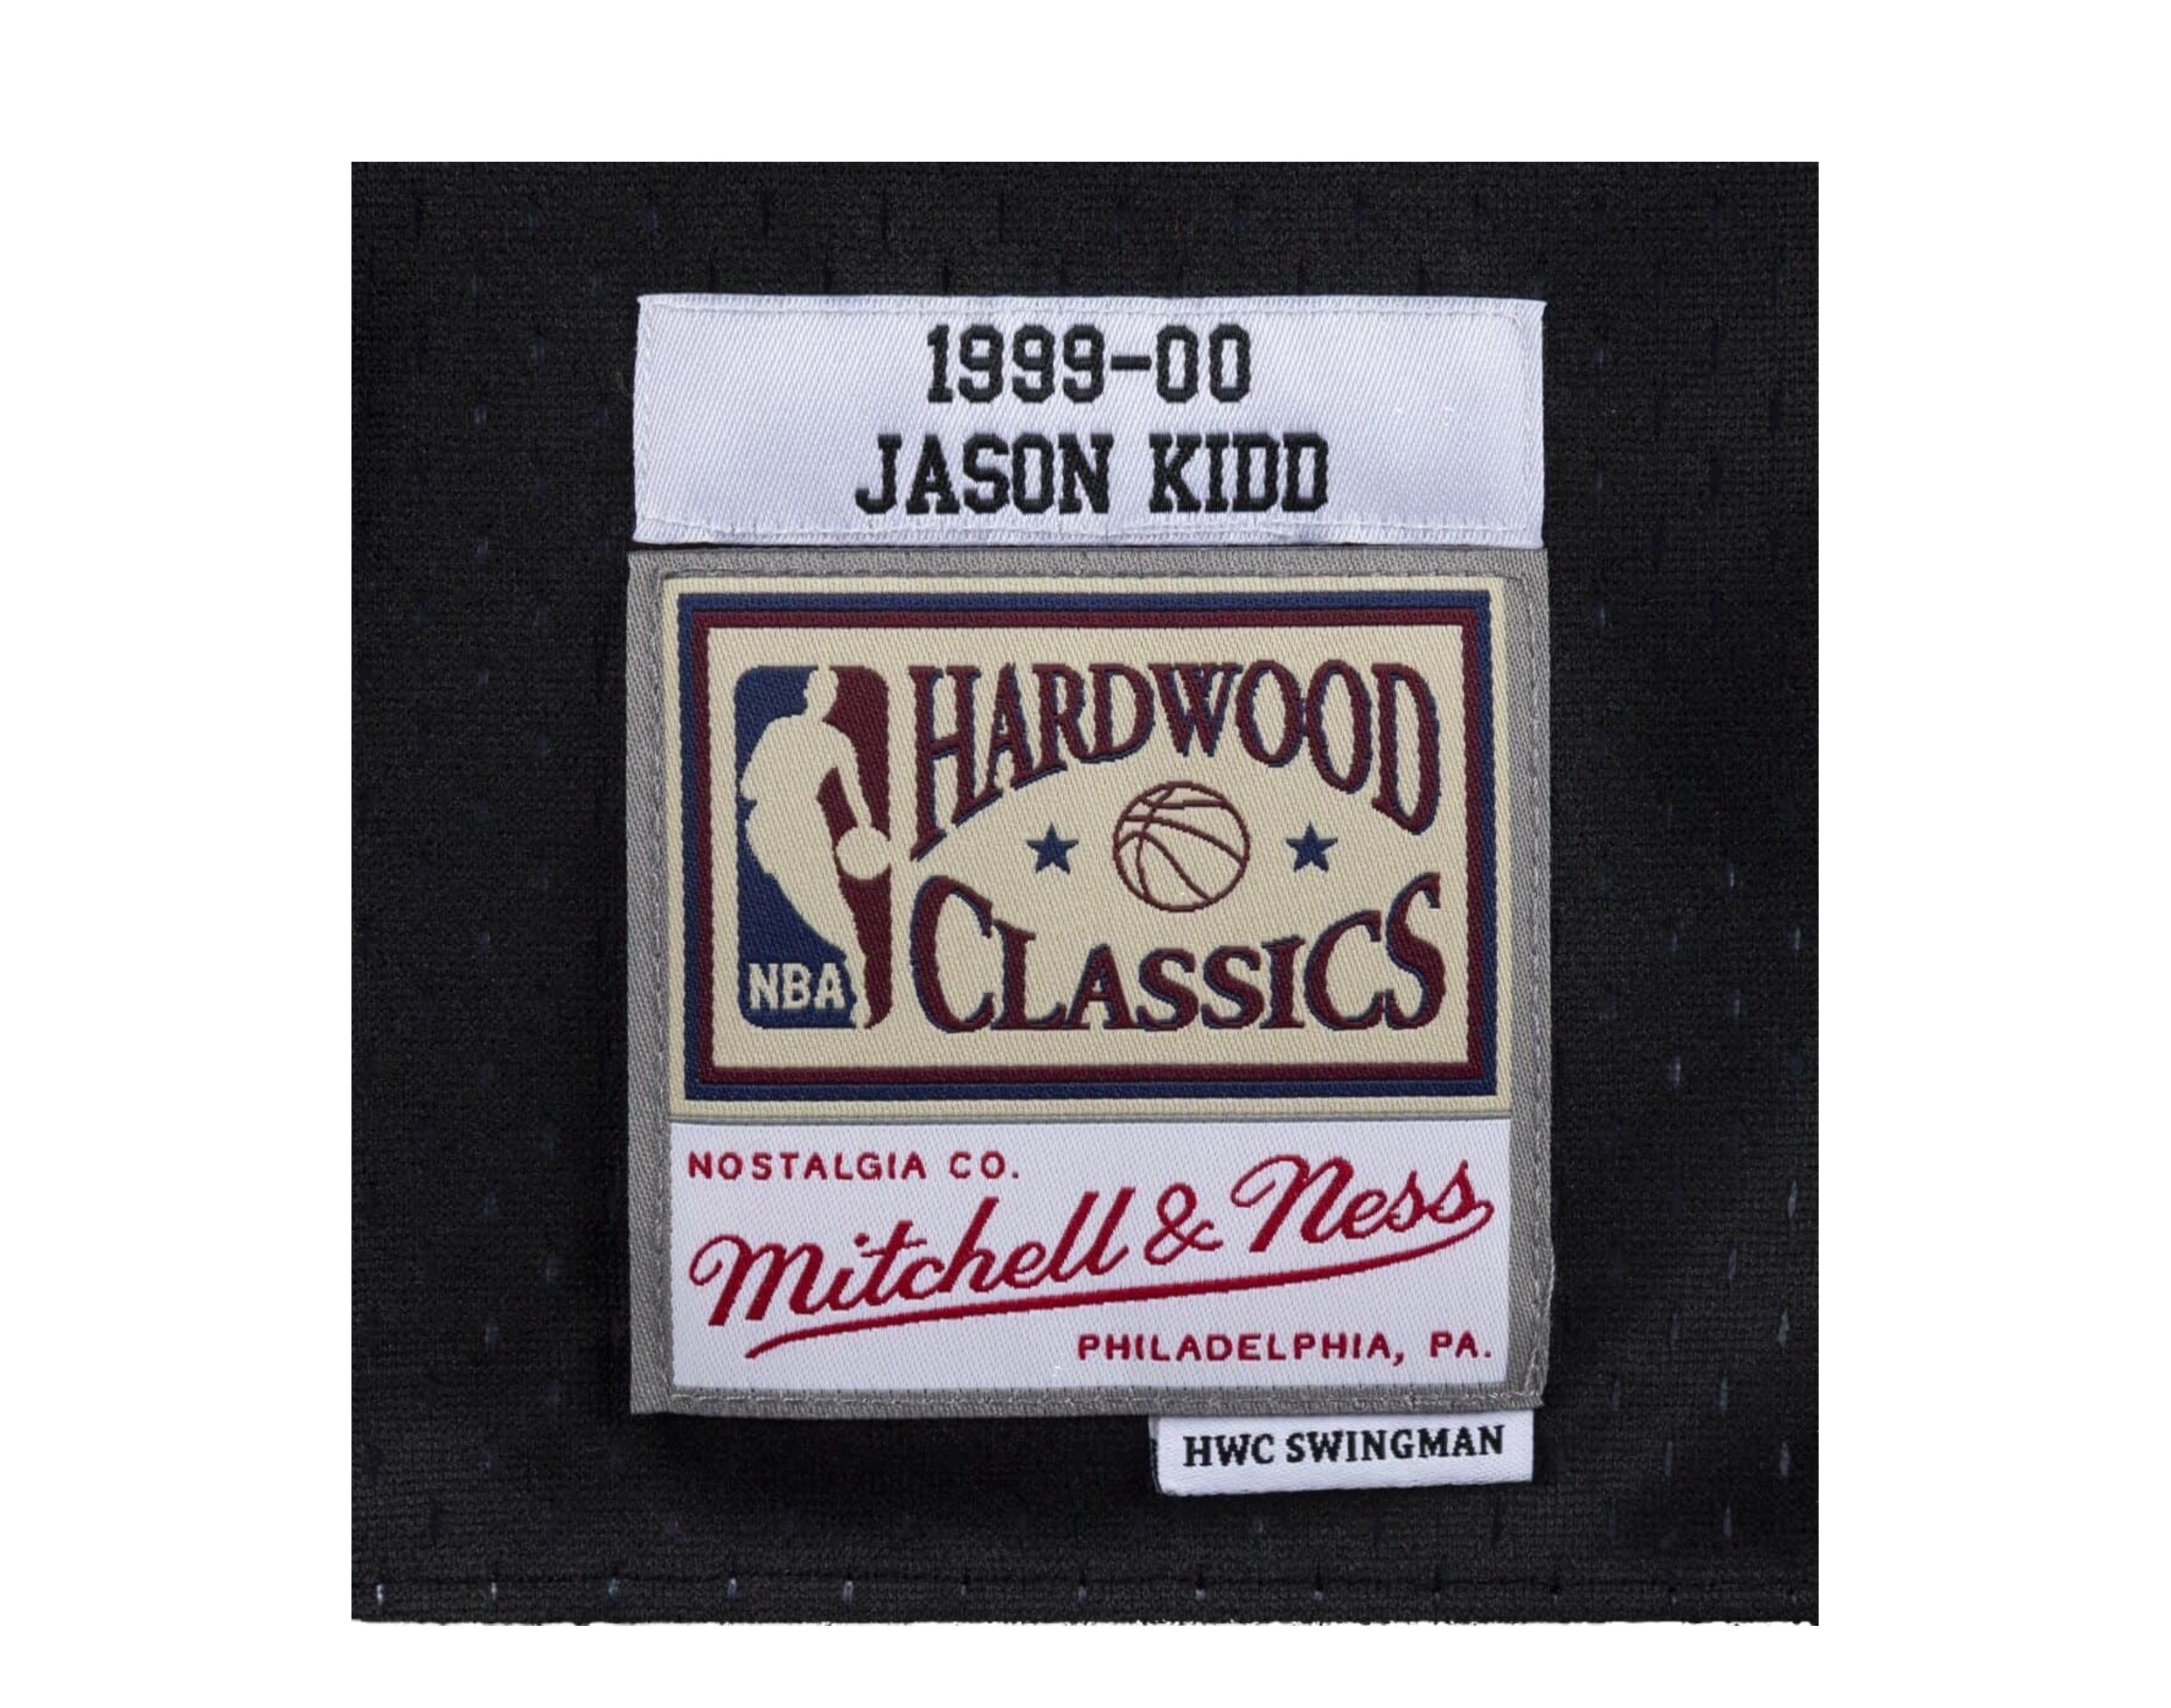 1999-00
JASON KIDD
HARDWOOD
CLASSICS
NBA
NOSTALGIA CO.
Mitchell & Ness
PHILADELPHIA, PA.
HWC SWINGMAN